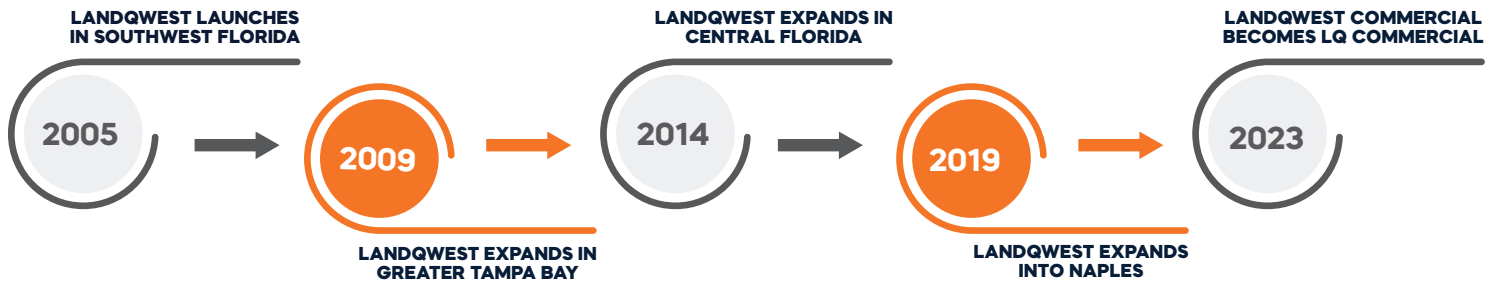 LANDQWEST LAUNCHES
IN SOUTHWEST FLORIDA
2005
2009
LANDQWEST EXPANDS IN
GREATER TAMPA BAY
LANDQWEST EXPANDS IN
CENTRAL FLORIDA
2014
2019
LANDQWEST EXPANDS
INTO NAPLES
LANDQWEST COMMERCIAL
BECOMES LQ COMMERCIAL
2023